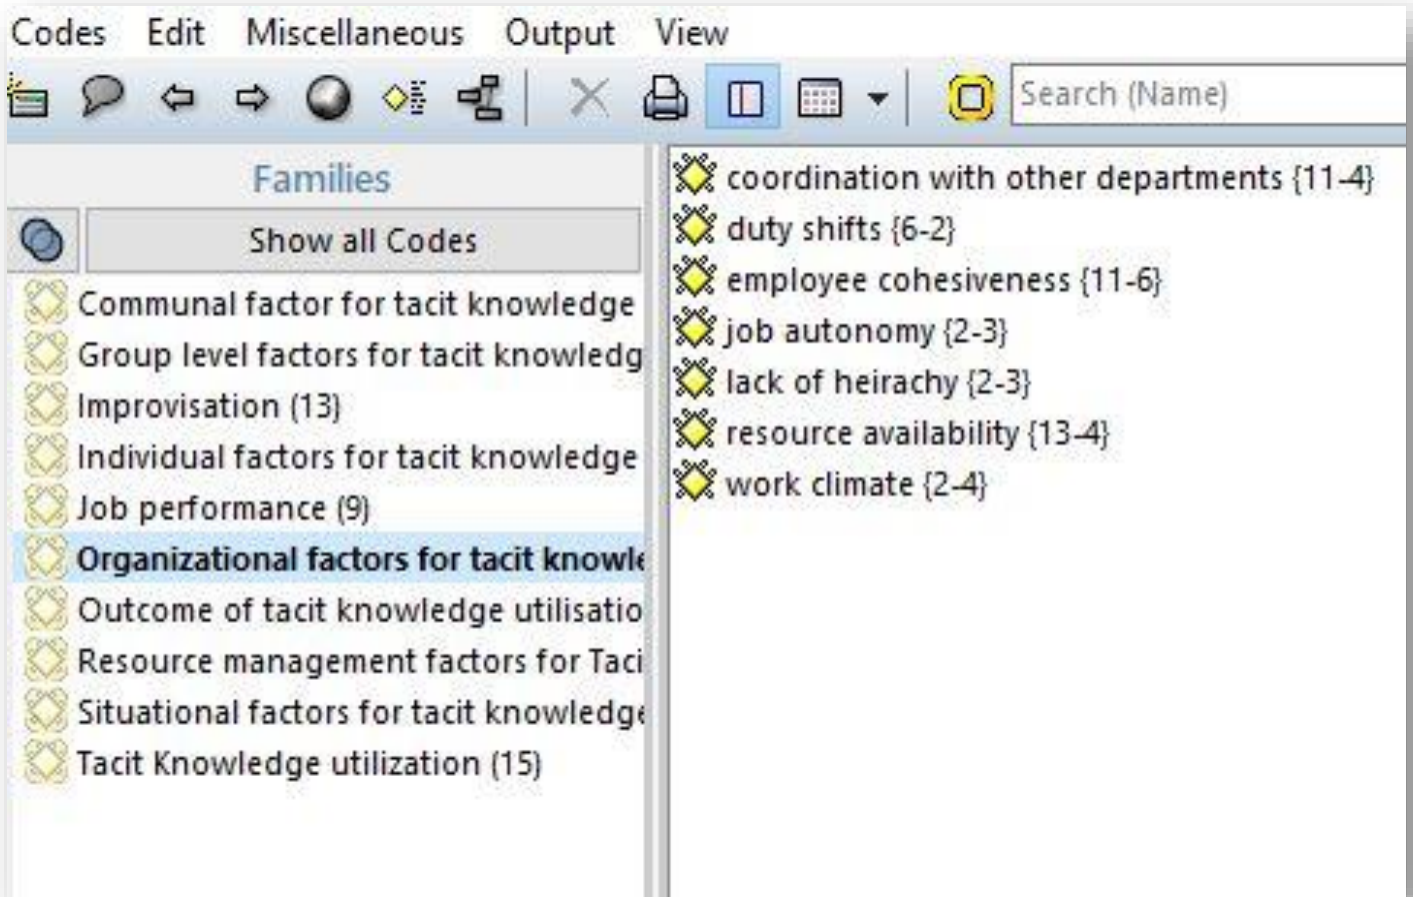 Codes Edit Miscellaneous Output View
Search (Name)
Families
Show all Codes
Communal factor for tacit knowledge
Group level factors for tacit knowledg
Improvisation (13)
Individual factors for tacit knowledge
Job performance (9)
Organizational factors for tacit knowle
Outcome of tacit knowledge utilisatio
Resource management factors for Taci
Situational factors for tacit knowledge
Tacit Knowledge utilization (15)
coordination with other departments {11-4}
duty shifts {6-2}
employee cohesiveness {11-6}
job autonomy {2-3}
lack of heirachy {2-3}
resource availability {13-4}
work climate {2-4}